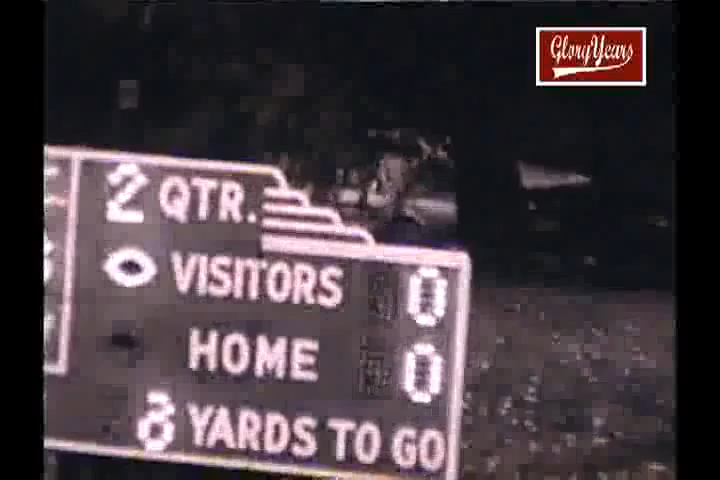 GloryYears
2 QTR.
VISITORS 0
HOME 0
8 YARDS TO GO